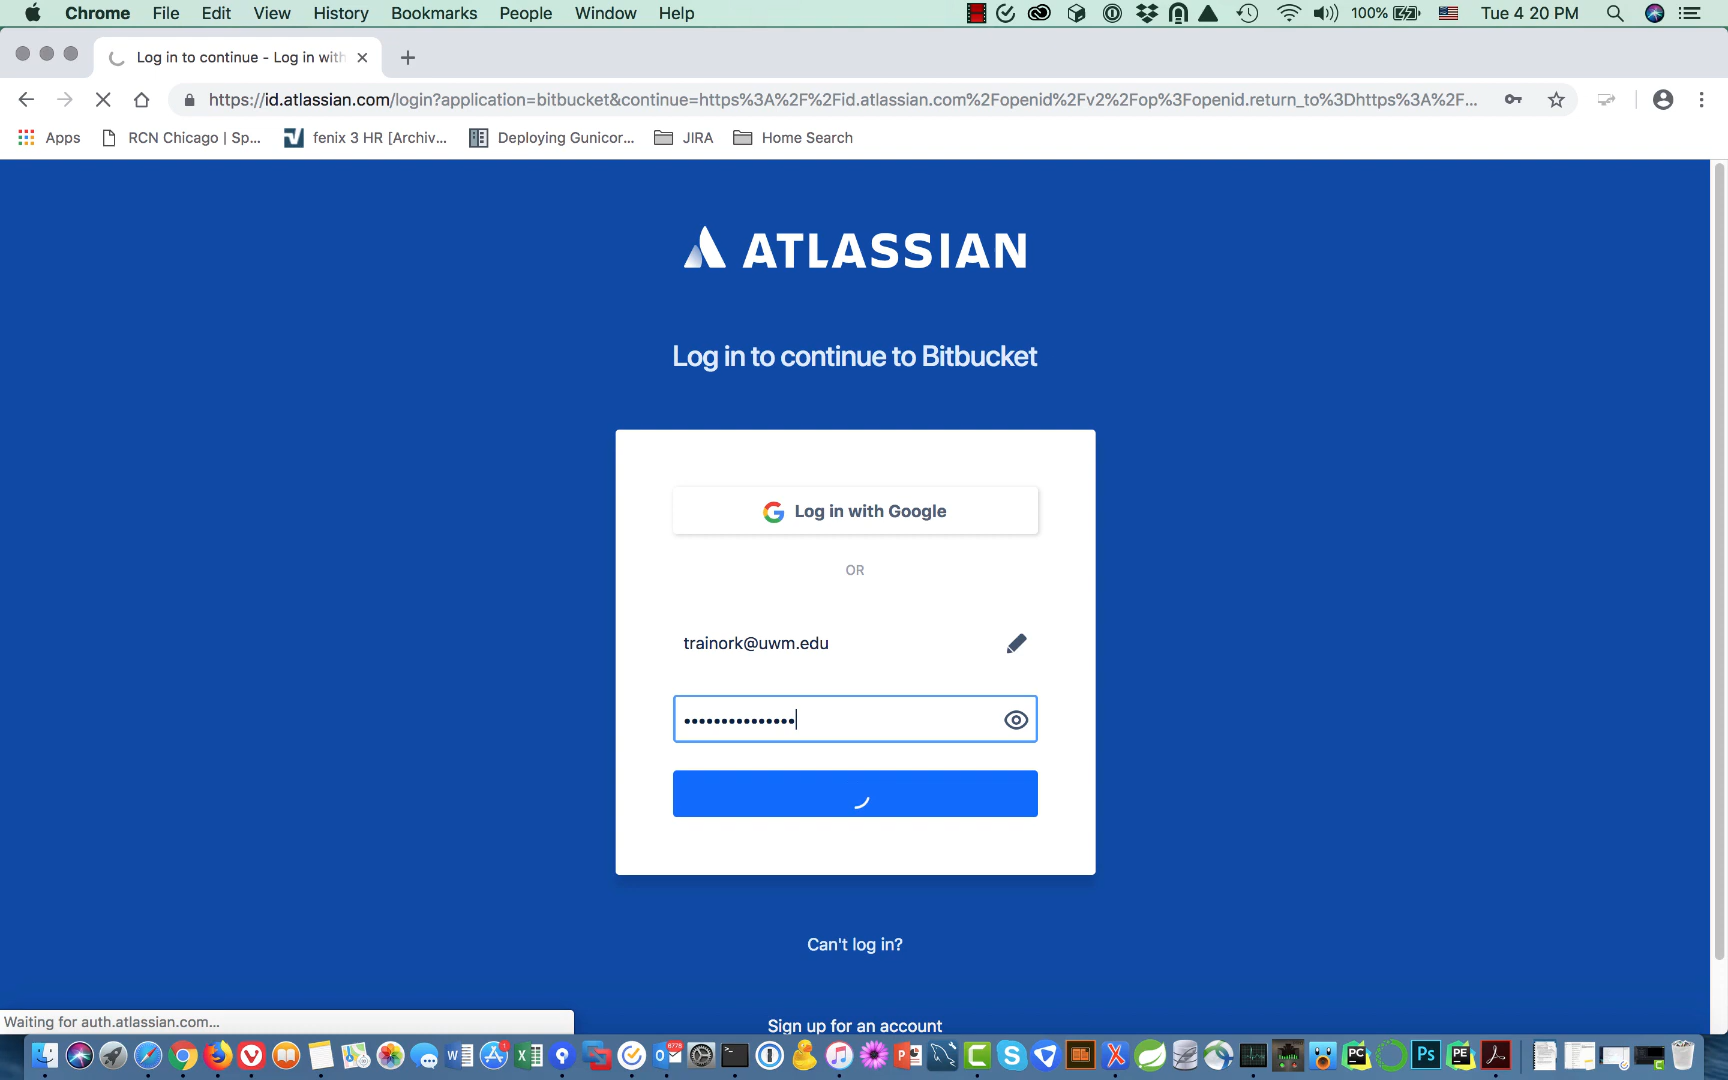 Chrome File Edit View History Bookmarks People Window Help 100% Tue 4 20 PM
Log in to continue - Log in with
https://id.atlassian.com/login?application=bitbucket&continue=https%3A%2F%2Fid.atlassian.com%2Fopenid%2Fv2%2Fop%3Fopenid.return_to%3Dhttps%3A%2F...
Apps RCN Chicago | Sp... fenix 3 HR [Archiv... Deploying Gunicor... JIRA Home Search
ATLASSIAN
Log in to continue to Bitbucket
Log in with Google
OR
trainork@uwm.edu
Can't log in?
Sign up for an account
Waiting for auth.atlassian.com...